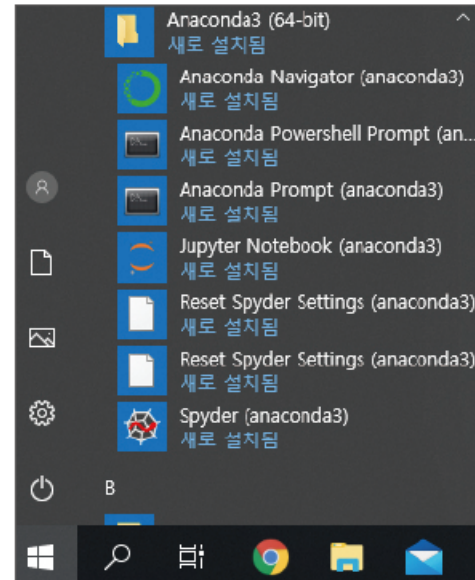 Anaconda3 (64-bit)
새로 설치됨
Anaconda Navigator (anaconda3)
새로 설치됨
Anaconda Powershell Prompt (an...
새로 설치됨
Anaconda Prompt (anaconda3)
새로 설치됨
Jupyter Notebook (anaconda3)
새로 설치됨
Reset Spyder Settings (anaconda3)
새로 설치됨
Reset Spyder Settings (anaconda3)
새로 설치됨
Spyder (anaconda3)
새로 설치됨
B